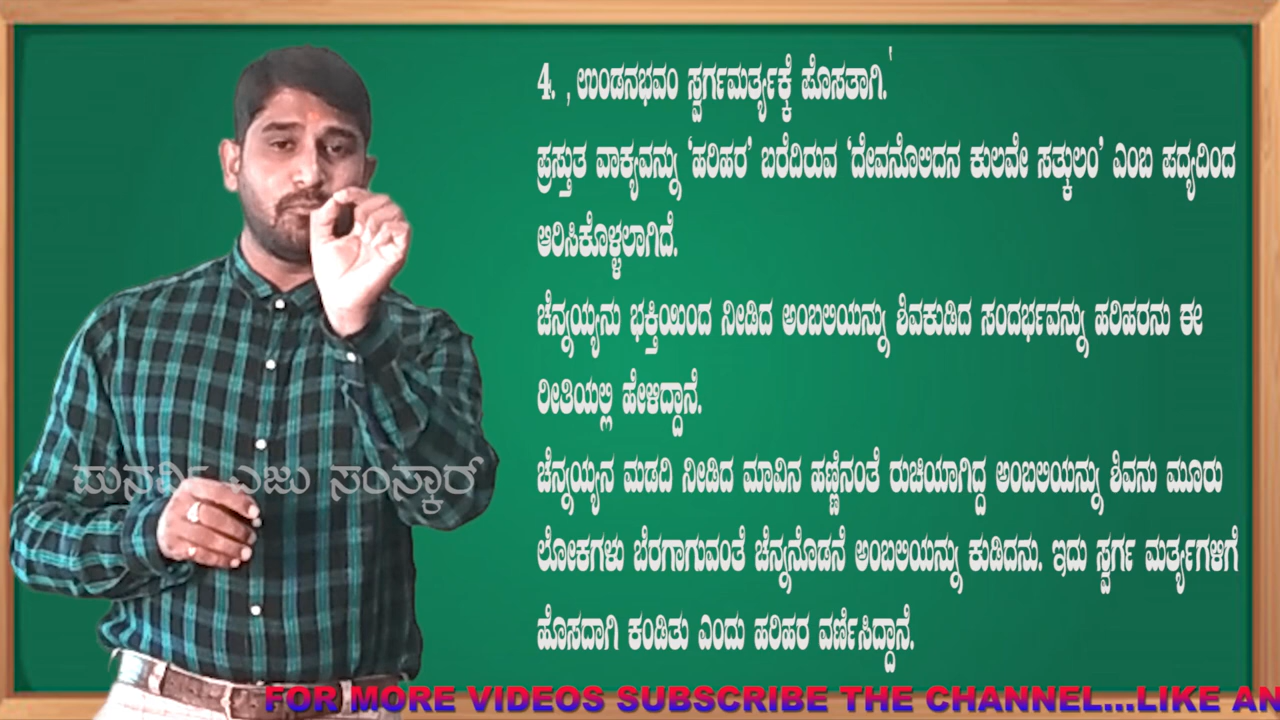 4. , ಉಂಡನಭವಂ ಸ್ವರ್ಗಮರ್ತ್ಯಕ್ಕೆ ಪೊಸತಾಗಿ.'
ಪ್ರಸ್ತುತ ವಾಕ್ಯವನ್ನು ‘ಹರಿಹರ’ ಬರೆದಿರುವ ‘ದೇವನೊಲಿದನ ಕುಲವೇ ಸತ್ಕುಲಂ’ ಎಂಬ ಪದ್ಯದಿಂದ
ಆರಿಸಿಕೊಳ್ಳಲಾಗಿದೆ.
ಚೆನ್ನಯ್ಯನು ಭಕ್ತಿಯಿಂದ ನೀಡಿದ ಅಂಬಲಿಯನ್ನು ಶಿವಕುಡಿದ ಸಂದರ್ಭವನ್ನು ಹರಿಹರನು ಈ
ರೀತಿಯಲ್ಲಿ ಹೇಳಿದ್ದಾನೆ.
ಚೆನ್ನಯ್ಯನ ಮಡದಿ ನೀಡಿದ ಮಾವಿನ ಹಣ್ಣಿನಂತೆ ರುಚಿಯಾಗಿದ್ದ ಅಂಬಲಿಯನ್ನು ಶಿವನು ಮೂರು
ಲೋಕಗಳು ಬೆರಗಾಗುವಂತೆ ಚೆನ್ನನೊಡನೆ ಅಂಬಲಿಯನ್ನು ಕುಡಿದನು. ಇದು ಸ್ವರ್ಗ ಮರ್ತ್ಯಗಳಿಗೆ
ಹೊಸದಾಗಿ ಕಂಡಿತು ಎಂದು ಹರಿಹರ ವರ್ಣಿಸಿದ್ದಾನೆ.
ಎಜು ಸಂಸ್ಕಾರ್
FOR MORE VIDEOS SUBSCRIBE THE CHANNEL...LIKE AN